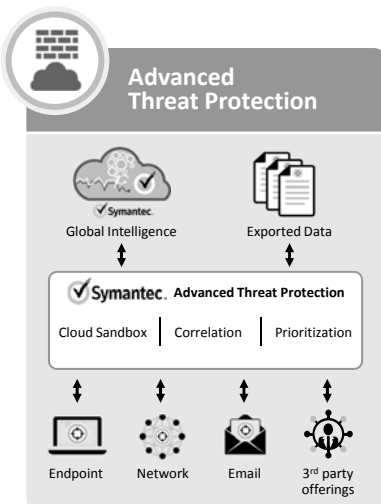 Advanced
Threat Protection
Symantec.
Global Intelligence
Exported Data
Symantec. Advanced Threat Protection
Cloud Sandbox Correlation Prioritization
Endpoint Network Email 3rd party
offerings